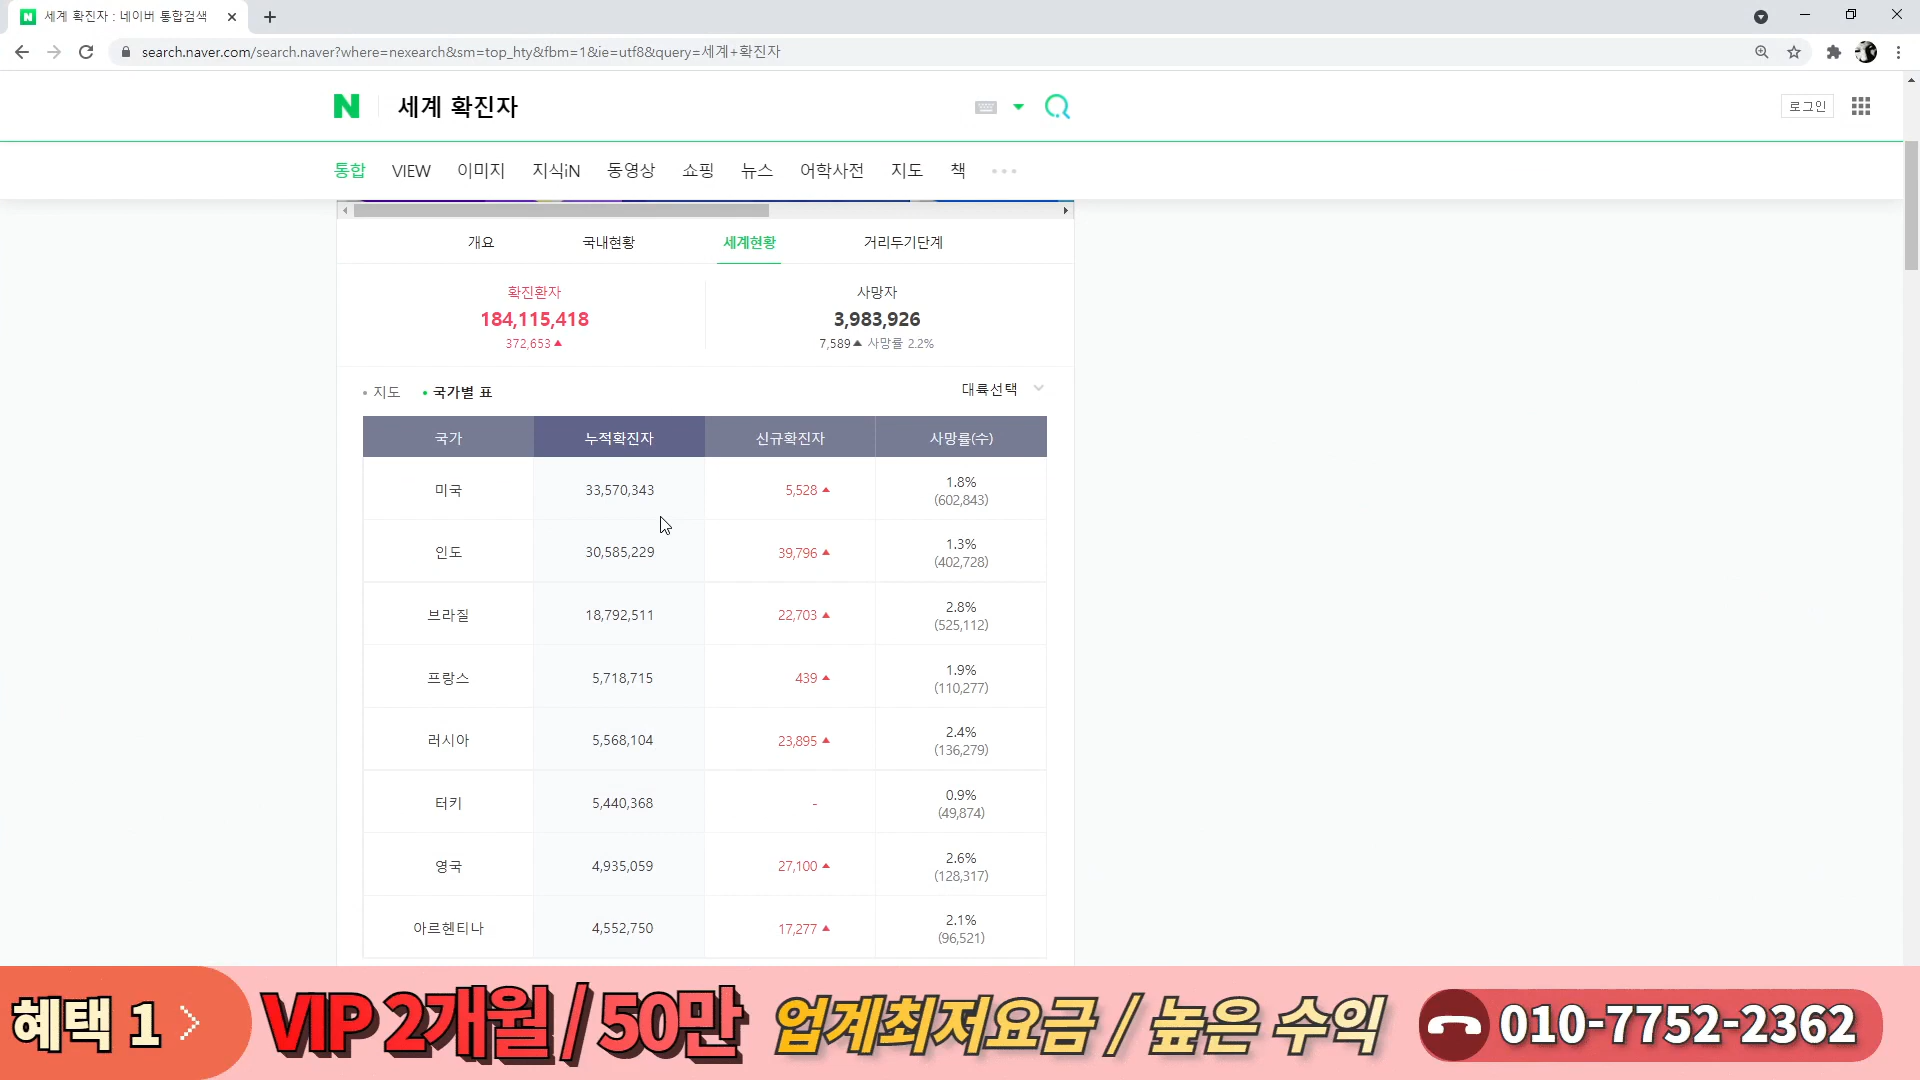 세계 확진자 : 네이버 통합검색
search.naver.com/search.naver?where=nexearch&sm=top_hty&fbm=1&ie=utf8&query=세계+확진자
N 세계 확진자
로그인
통합 VIEW 이미지 지식iN 동영상 쇼핑 뉴스 어학사전 지도 책
개요 국내현황 세계현황 거리두기단계
확진환자 사망자
184,115,418 3,983,926
372,653▲ 7,589▲ 사망률 2.2%
지도 국가별 표 대륙선택
국가 누적확진자 신규확진자 사망률(수)
미국 33,570,343 5,528▲ 1.8%
(602,843)
인도 30,585,229 39,796▲ 1.3%
(402,728)
브라질 18,792,511 22,703▲ 2.8%
(525,112)
프랑스 5,718,715 439▲ 1.9%
(110,277)
러시아 5,568,104 23,895▲ 2.4%
(136,279)
터키 5,440,368 - 0.9%
(49,874)
영국 4,935,059 27,100▲ 2.6%
(128,317)
아르헨티나 4,552,750 17,277▲ 2.1%
(96,521)
혜택 1 VIP 2개월 / 50만 업계최저요금 / 높은 수익 010-7752-2362